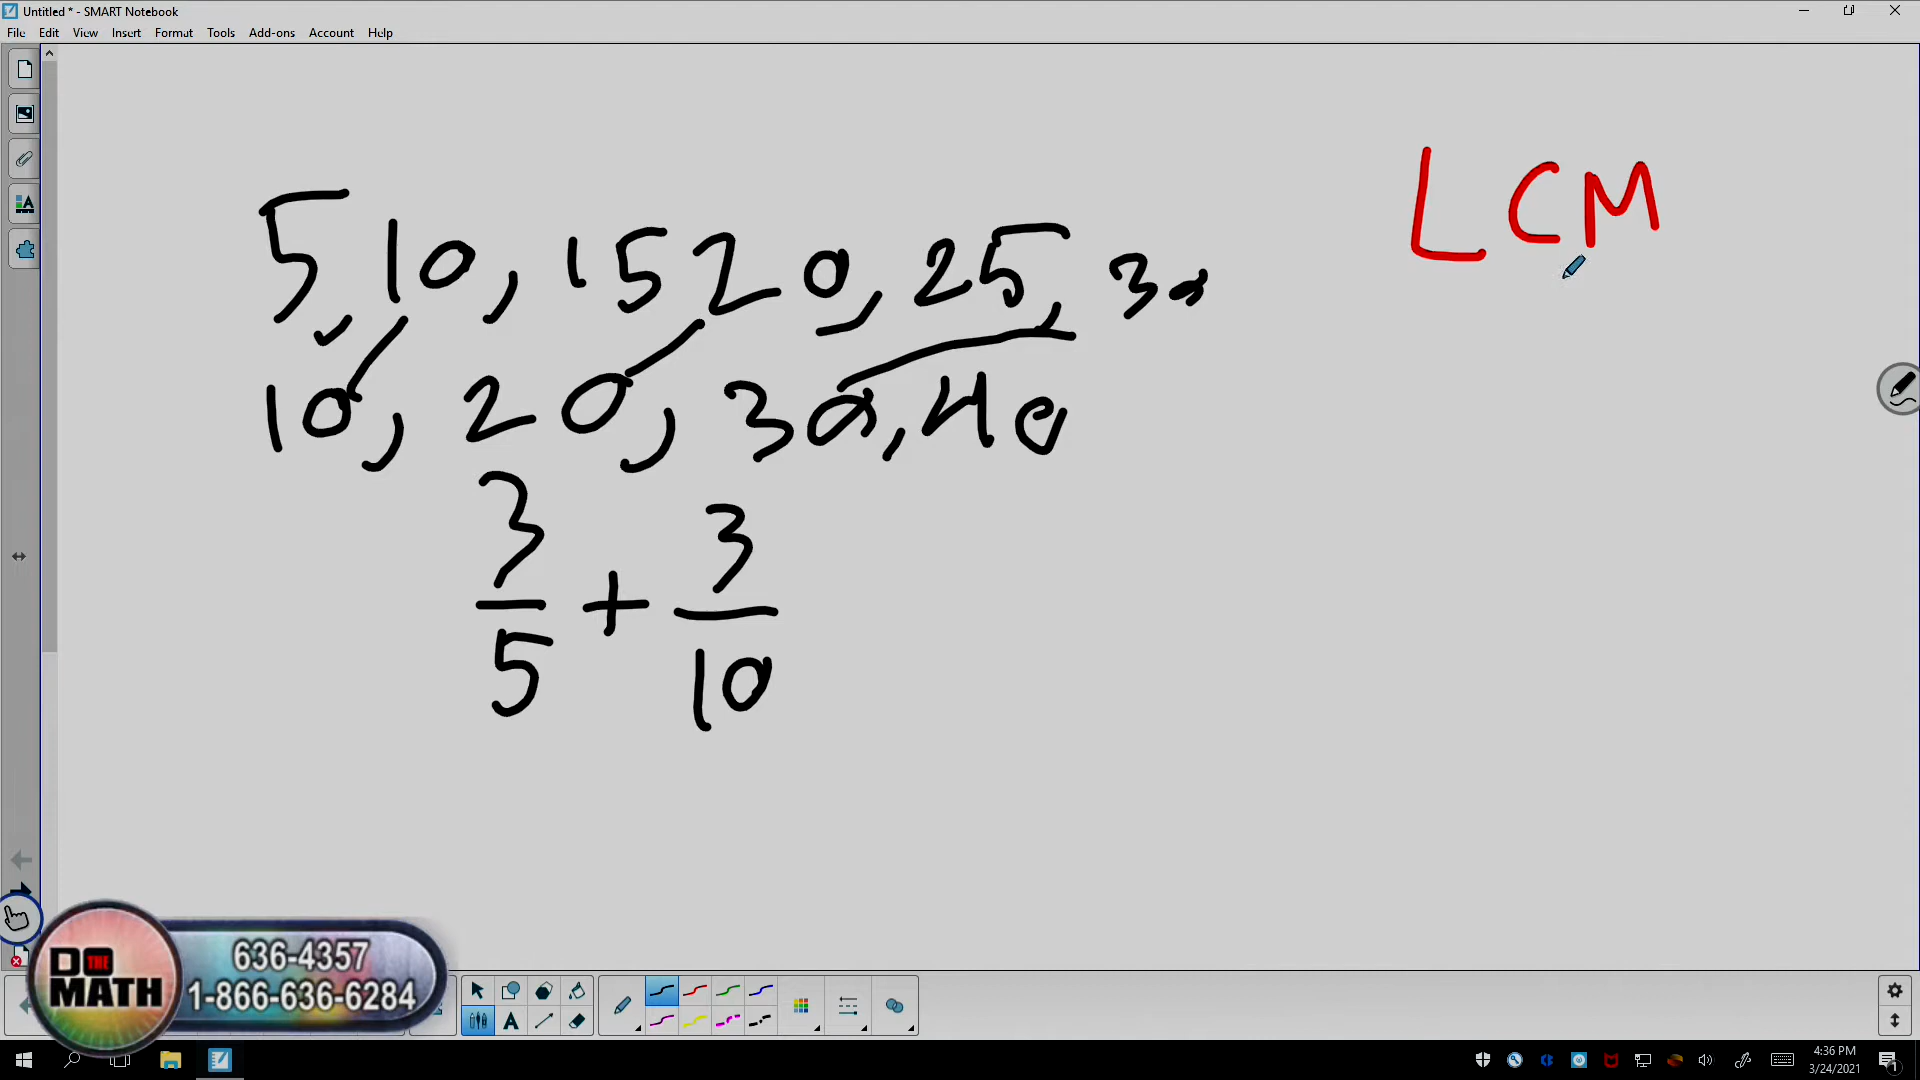 Untitled * - SMART Notebook
File Edit View Insert Format Tools Add-ons Account Help
LCM
5, 10, 15 20, 25, 30
10, 20, 30, 40
3/5 + 3/10
DO THE MATH
636-4357
1-866-636-6284
4:36 PM
3/24/2021